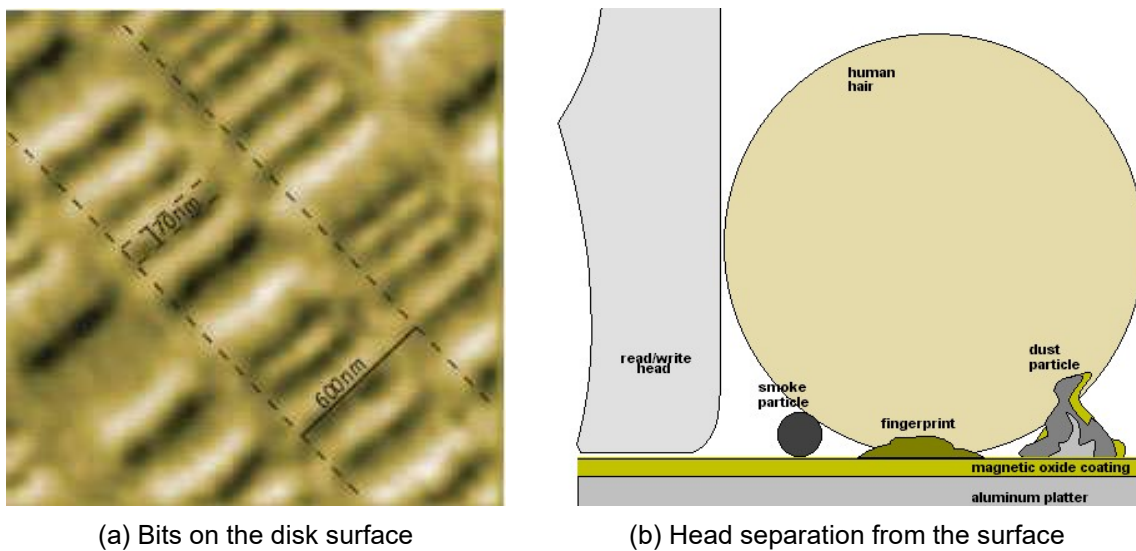 170nm
600nm
human
hair
read/write
head
smoke
particle
fingerprint
dust
particle
magnetic oxide coating
aluminum platter
(a) Bits on the disk surface
(b) Head separation from the surface